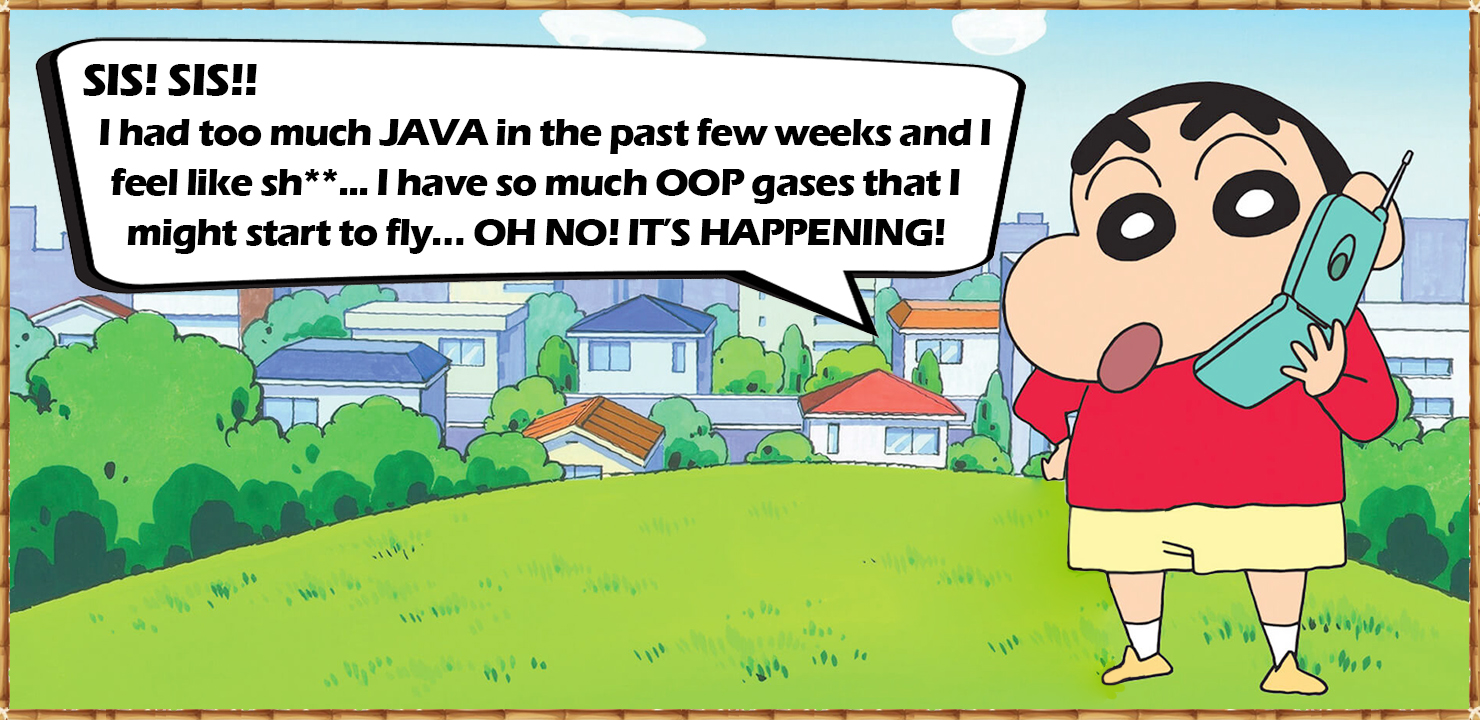 SIS! SIS!!
I had too much JAVA in the past few weeks and I
feel like sh**... I have so much OOP gases that I
might start to fly... OH NO! IT'S HAPPENING!